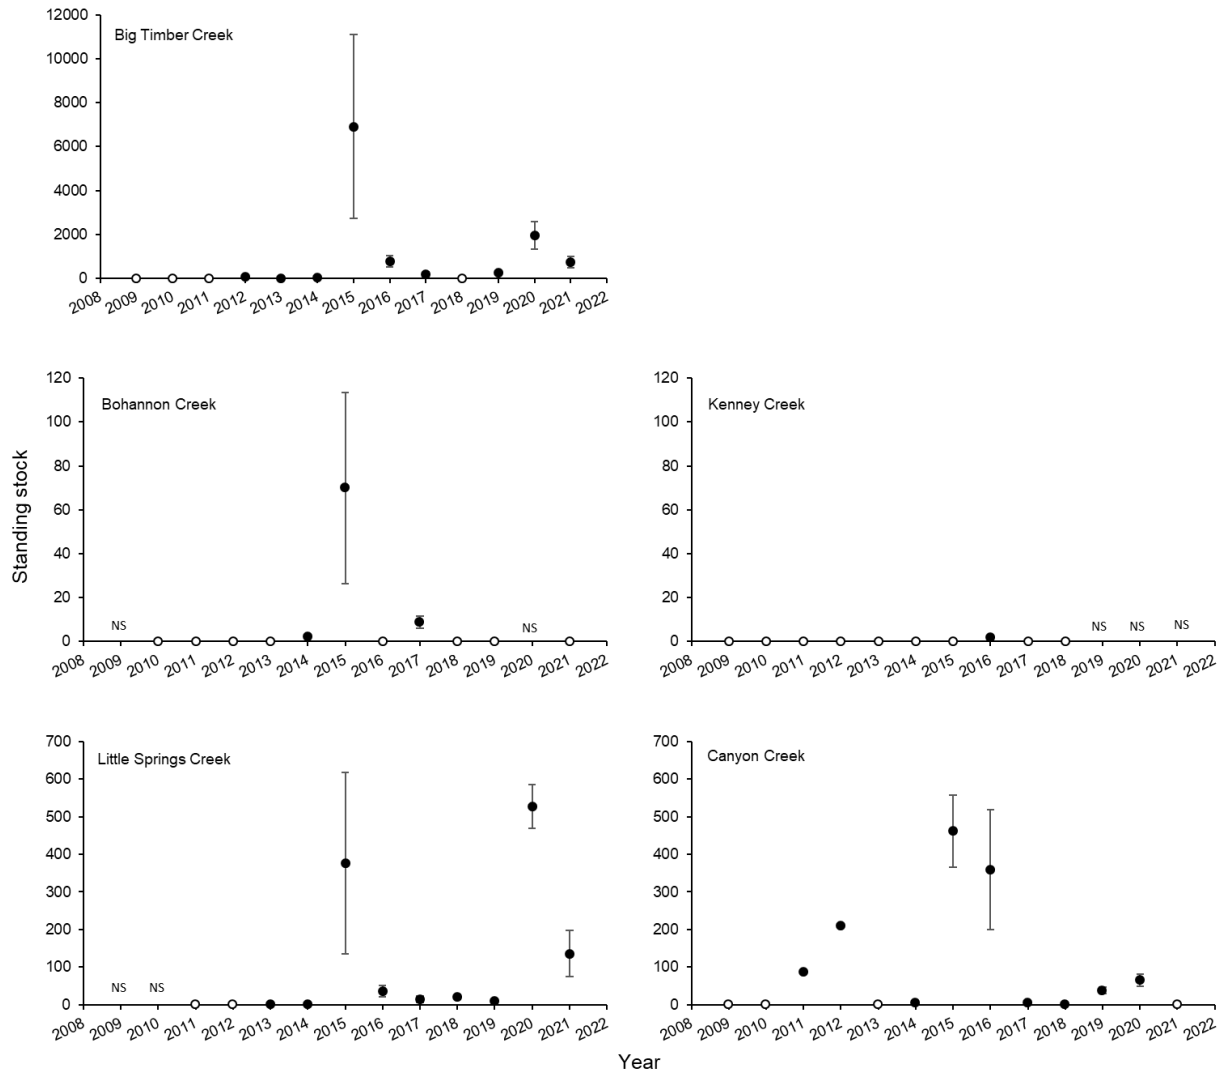 Big Timber Creek
12000
10000
8000
6000
4000
2000
0
2008 2009 2010 2011 2012 2013 2014 2015 2016 2017 2018 2019 2020 2021 2022
Bohannon Creek
120
100
80
60
40
20
0
NS NS
2008 2009 2010 2011 2012 2013 2014 2015 2016 2017 2018 2019 2020 2021 2022
Kenney Creek
120
100
80
60
40
20
0
NS NS NS
2008 2009 2010 2011 2012 2013 2014 2015 2016 2017 2018 2019 2020 2021 2022
Standing stock
Little Springs Creek
700
600
500
400
300
200
100
0
NS NS
2008 2009 2010 2011 2012 2013 2014 2015 2016 2017 2018 2019 2020 2021 2022
Canyon Creek
700
600
500
400
300
200
100
0
2008 2009 2010 2011 2012 2013 2014 2015 2016 2017 2018 2019 2020 2021 2022
Year